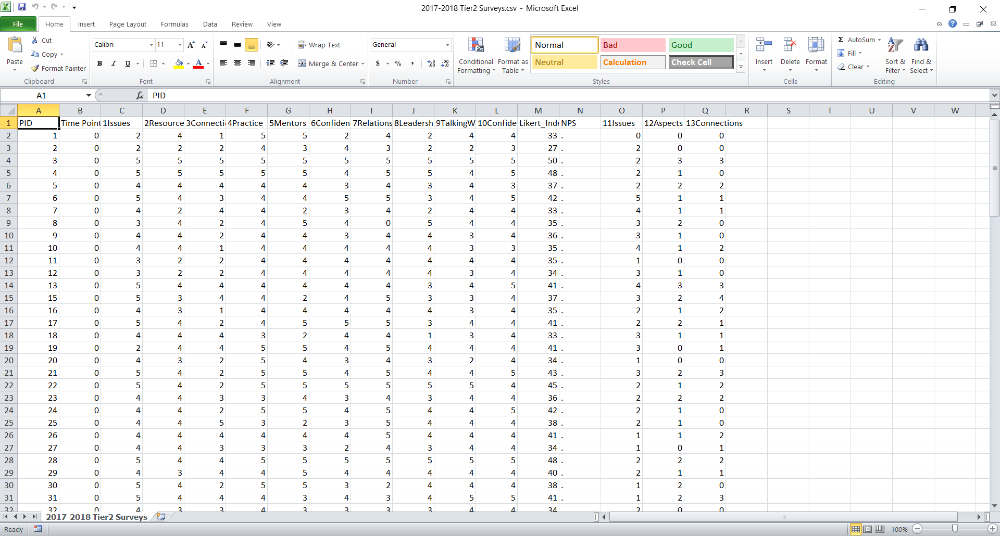 2017-2018 Tier2 Surveys.csv - Microsoft Excel
File Home Insert Page Layout Formulas Data Review View
Paste Cut Copy Format Painter Clipboard
Calibri 11 B I U Font
Wrap Text Merge & Center Alignment
General $ % , Number
Conditional Formatting Format as Table Normal Bad Good Neutral Calculation Check Cell Styles
Insert Delete Format Cells
AutoSum Fill Clear Sort & Filter Find & Select Editing
A1 fx PID
A B C D E F G H I J K L M N O P Q R S T U V W
1 PID Time Point 1Issues 2Resource 3Connecti 4Practice 5Mentors 6Confiden 7Relations 8Leadersh 9TalkingW 10Confide Likert_Inde NPS 11Issues 12Aspects 13Connections
2 1 0 2 4 1 5 5 2 4 2 4 4 33 . 0 0 0
3 2 0 2 2 2 4 3 4 3 2 2 3 27 . 2 0 0
4 3 0 5 5 5 5 5 5 5 5 5 5 50 . 2 3 3
5 4 0 5 5 5 5 5 4 5 5 4 5 48 . 2 1 0
6 5 0 4 4 4 4 4 3 4 3 4 3 37 . 2 2 2
7 6 0 5 4 3 4 4 5 5 3 4 5 42 . 5 1 1
8 7 0 4 2 4 4 2 3 4 2 4 4 33 . 4 1 1
9 8 0 3 4 2 4 5 4 0 5 4 4 35 . 3 2 0
10 9 0 4 4 2 4 4 3 4 4 3 4 36 . 3 1 0
11 10 0 4 4 1 4 4 4 4 4 3 3 35 . 4 1 2
12 11 0 3 2 2 4 4 4 4 4 4 4 35 . 1 0 0
13 12 0 3 2 2 4 4 4 4 4 3 4 34 . 3 1 0
14 13 0 5 4 4 4 4 4 4 3 4 5 41 . 4 3 3
15 15 0 5 3 4 4 2 4 5 3 3 4 37 . 3 2 4
16 16 0 4 3 1 4 4 4 4 4 3 4 35 . 2 1 2
17 17 0 5 4 2 4 5 5 5 3 4 4 41 . 2 2 1
18 18 0 4 4 4 3 2 4 4 1 3 4 33 . 3 1 1
19 19 0 2 4 4 5 5 4 5 4 4 4 41 . 3 0 1
20 20 0 4 3 2 5 4 3 4 3 2 4 34 . 1 0 0
21 21 0 5 4 2 5 5 4 5 4 4 5 43 . 3 2 3
22 22 0 5 4 2 5 5 5 5 5 5 4 45 . 2 1 2
23 23 0 4 4 3 3 4 3 4 3 4 4 36 . 2 2 2
24 24 0 4 4 2 5 5 4 5 4 4 5 42 . 2 1 0
25 25 0 4 4 5 3 2 3 5 4 4 4 38 . 2 1 0
26 26 0 4 4 4 4 4 4 5 4 4 4 41 . 1 1 2
27 27 0 4 4 3 3 3 2 4 3 4 4 34 . 1 0 1
28 28 0 5 4 4 5 5 5 5 5 5 5 48 . 2 2 2
29 29 0 4 3 4 4 5 4 4 4 4 4 40 . 2 1 1
30 30 0 5 4 2 5 5 3 2 4 4 4 38 . 1 2 0
31 31 0 5 4 4 4 3 4 3 4 5 5 41 . 1 2 3
32 32 0 4 3 3 4 3 3 3 3 4 4 34 2 0 0
2017-2018 Tier2 Surveys
Ready 100%